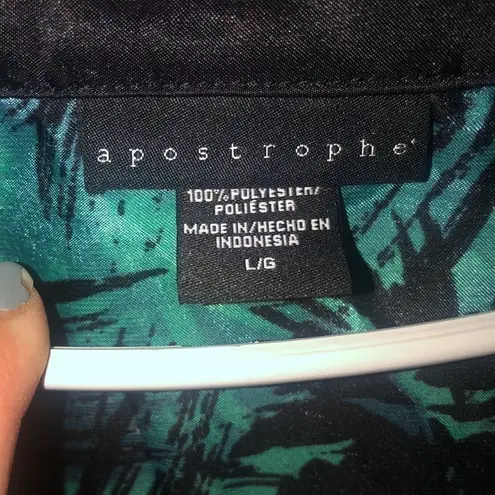 apostrophe
100% POLYESTER/
POLIÉSTER
MADE IN/HECHO EN
INDONESIA
L/G